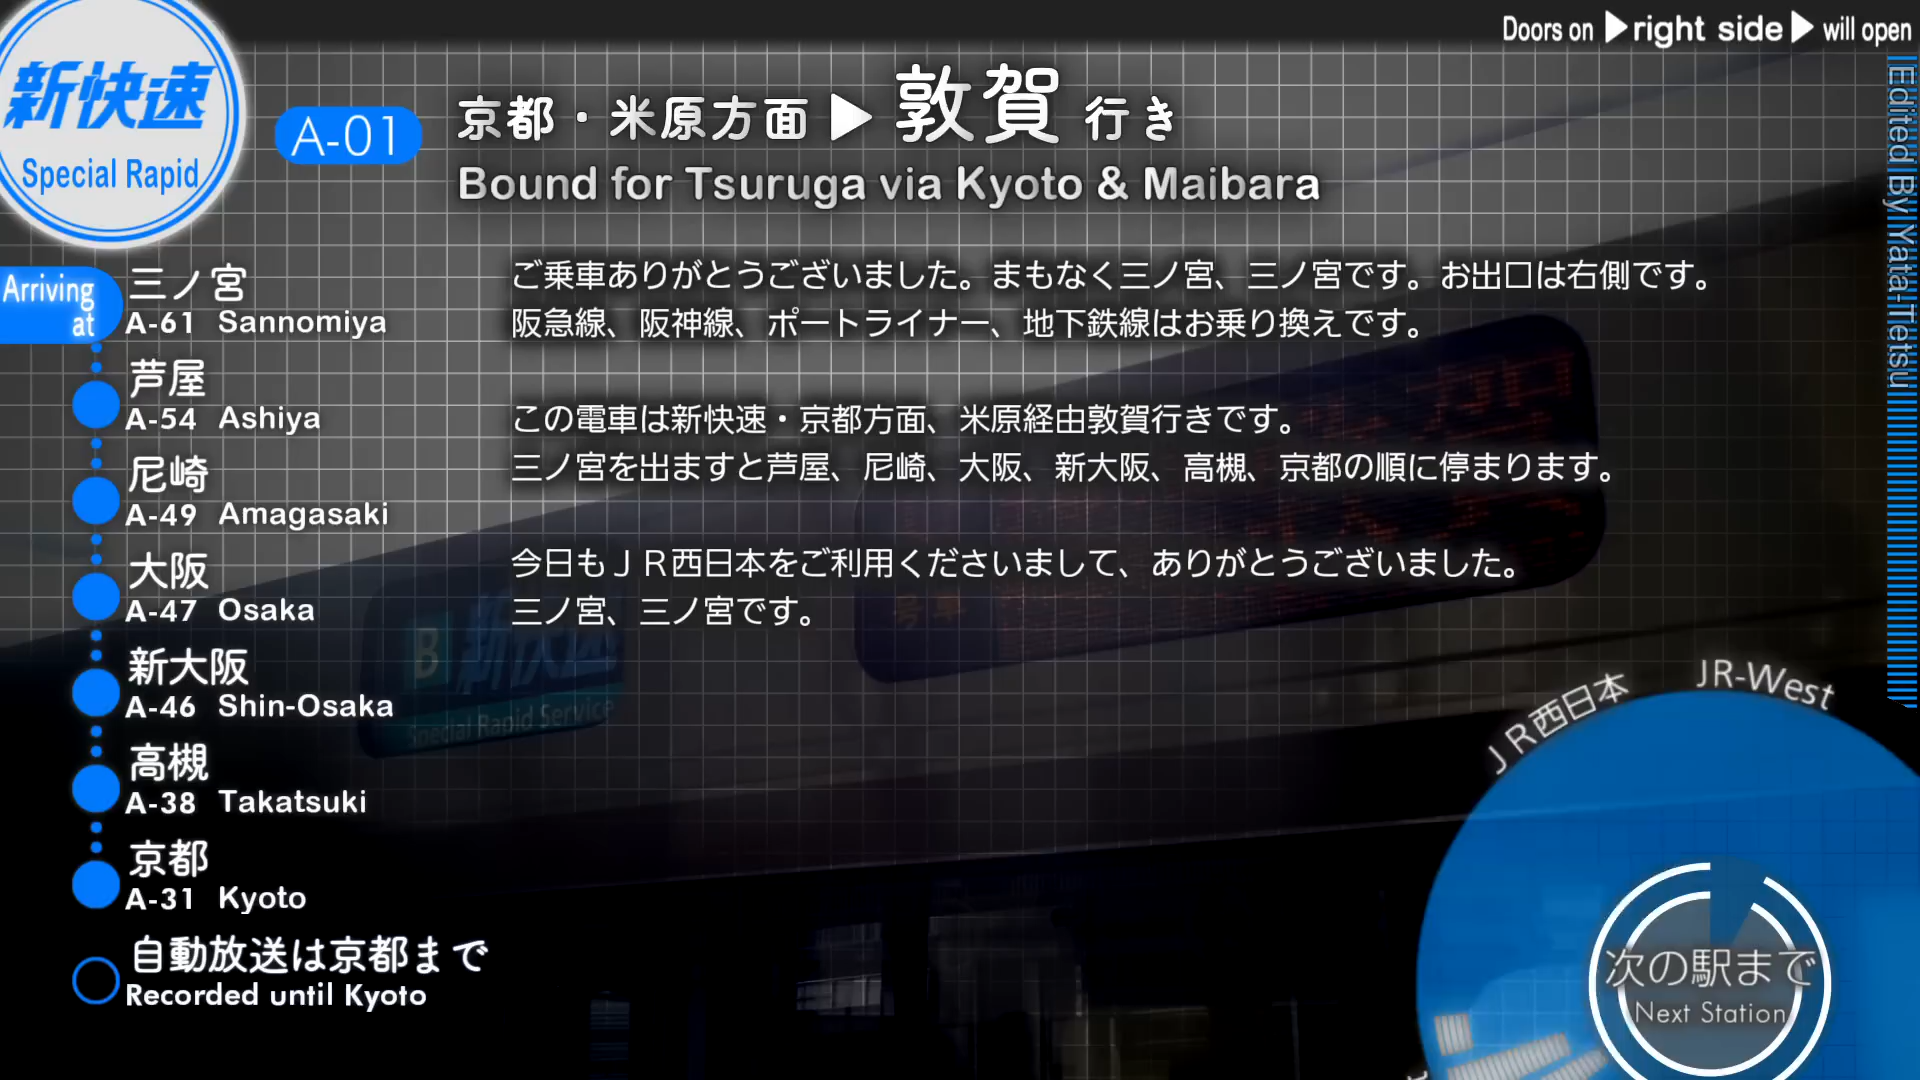 新快速
Special Rapid
A-01
京都・米原方面▶敦賀 行き
Bound for Tsuruga via Kyoto & Maibara
Doors on ▶right side▶ will open
Edited By Yata-Tetsu
Arriving at
三ノ宮
A-61 Sannomiya
芦屋
A-54 Ashiya
尼崎
A-49 Amagasaki
大阪
A-47 Osaka
新大阪
A-46 Shin-Osaka
高槻
A-38 Takatsuki
京都
A-31 Kyoto
自動放送は京都まで
Recorded until Kyoto
ご乗車ありがとうございました。まもなく三ノ宮、三ノ宮です。お出口は右側です。
阪急線、阪神線、ポートライナー、地下鉄線はお乗り換えです。
この電車は新快速・京都方面、米原経由敦賀行きです。
三ノ宮を出ますと芦屋、尼崎、大阪、新大阪、高槻、京都の順に停まります。
今日もＪＲ西日本をご利用くださいまして、ありがとうございました。
三ノ宮、三ノ宮です。
B 新快速
Special Rapid Service
ＪＲ西日本
JR-West
次の駅まで
Next Station